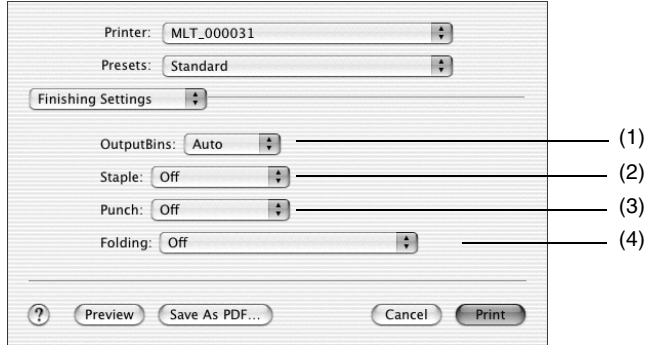 Printer: MLT_000031
Presets: Standard
Finishing Settings
OutputBins: Auto (1)
Staple: Off (2)
Punch: Off (3)
Folding: Off (4)
? Preview Save As PDF... Cancel Print